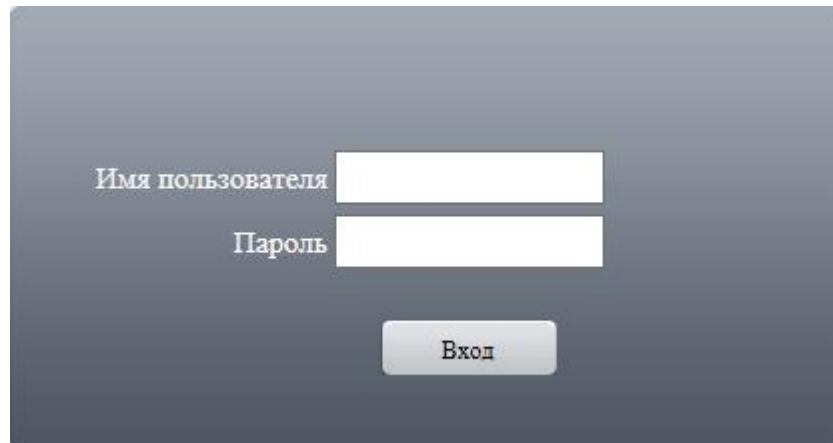 Имя пользователя
Пароль
Вход